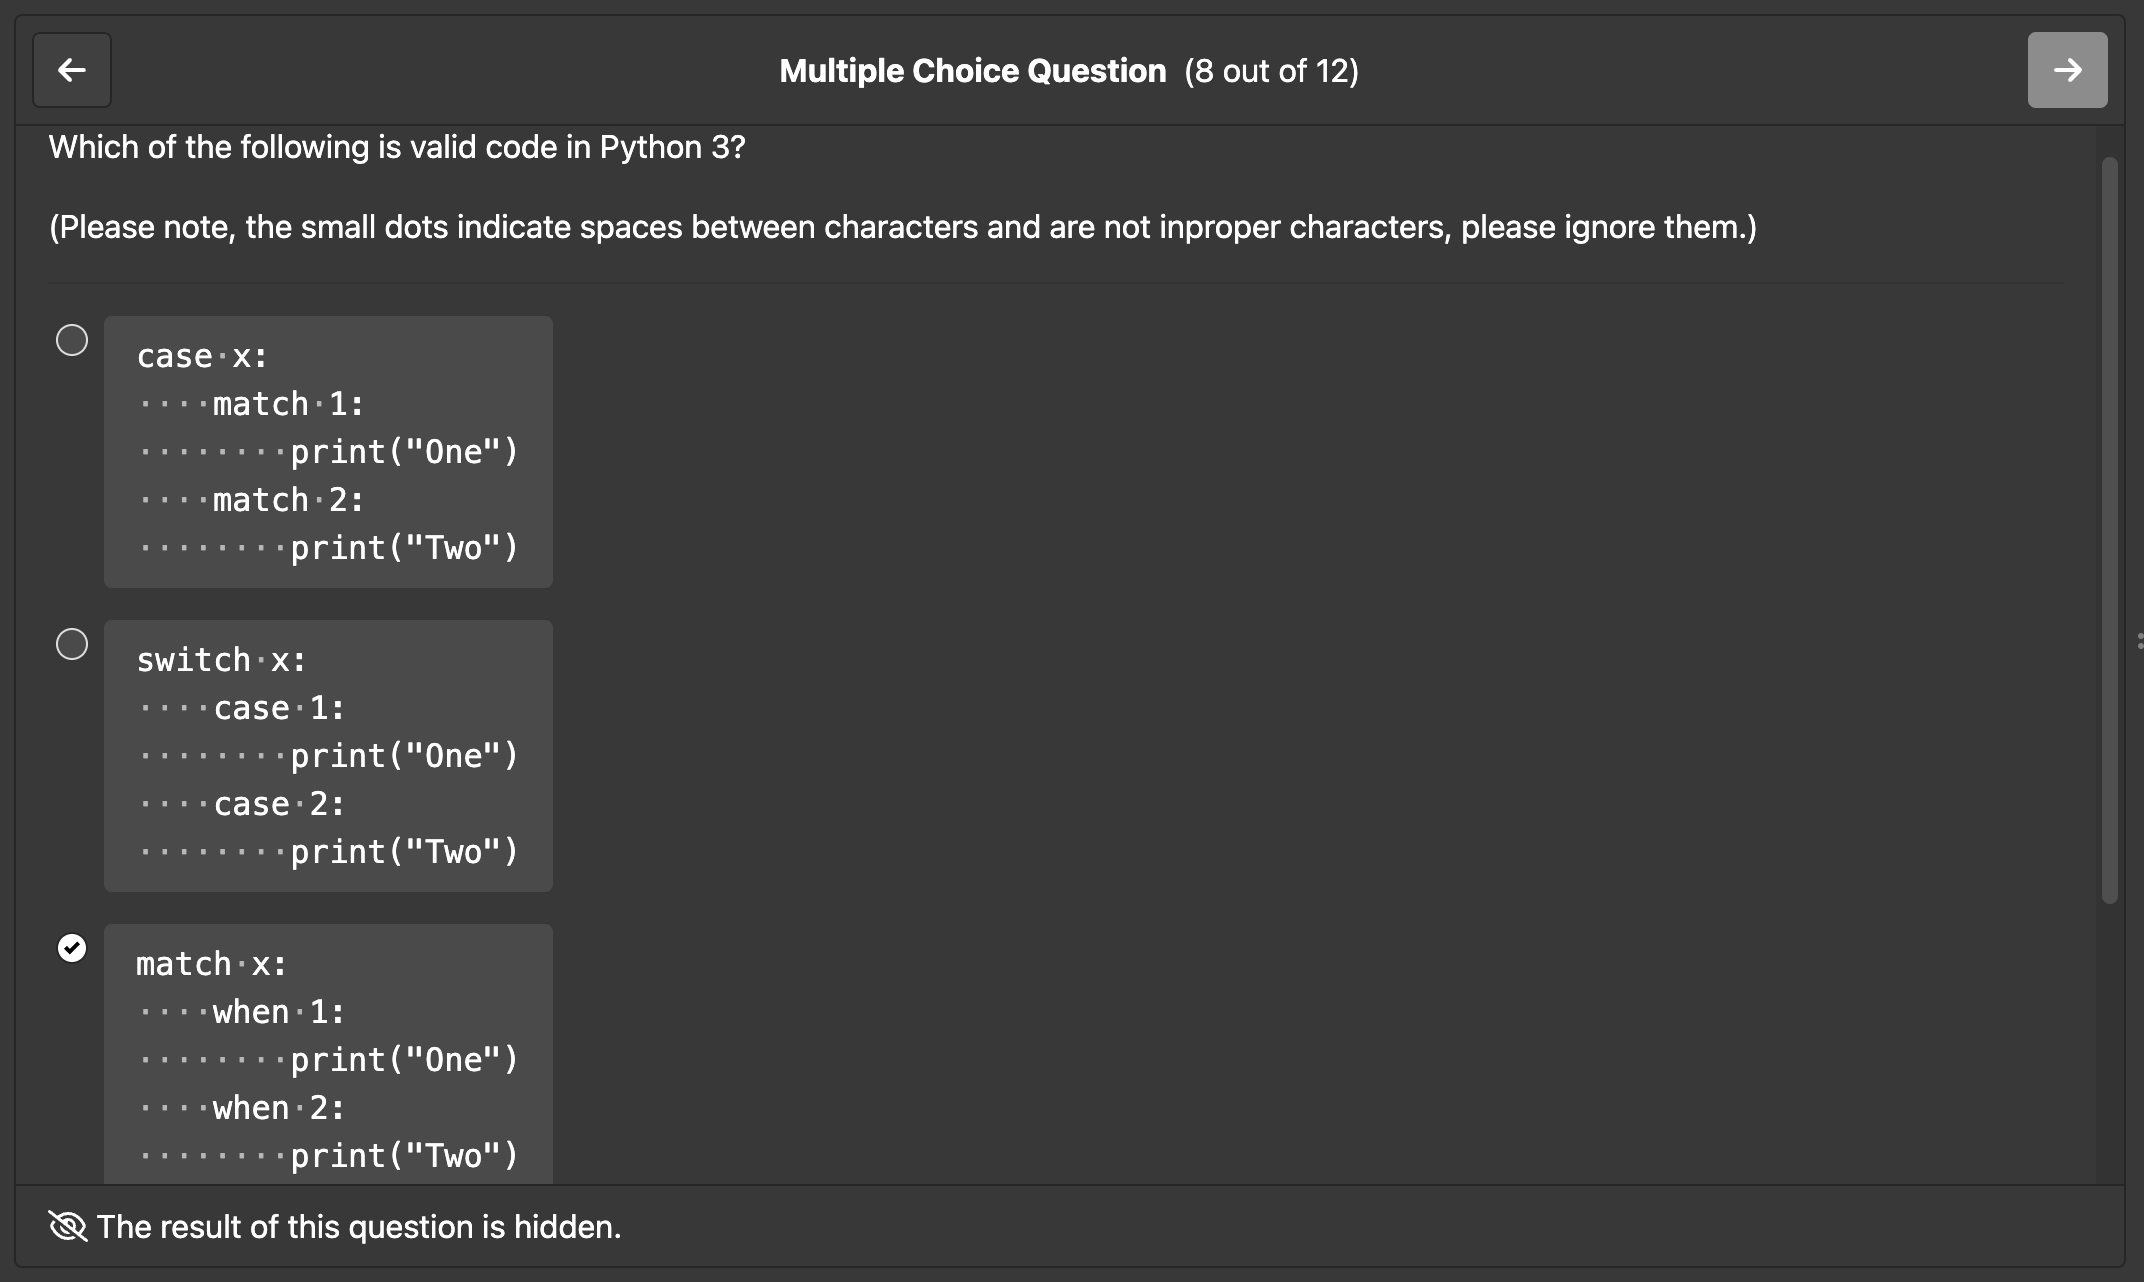 Multiple Choice Question (8 out of 12)
Which of the following is valid code in Python 3?
(Please note, the small dots indicate spaces between characters and are not inproper characters, please ignore them.)
case·x:
····match·1:
········print("One")
····match·2:
········print("Two")
switch·x:
····case·1:
········print("One")
····case·2:
········print("Two")
match·x:
····when·1:
········print("One")
····when·2:
········print("Two")
The result of this question is hidden.